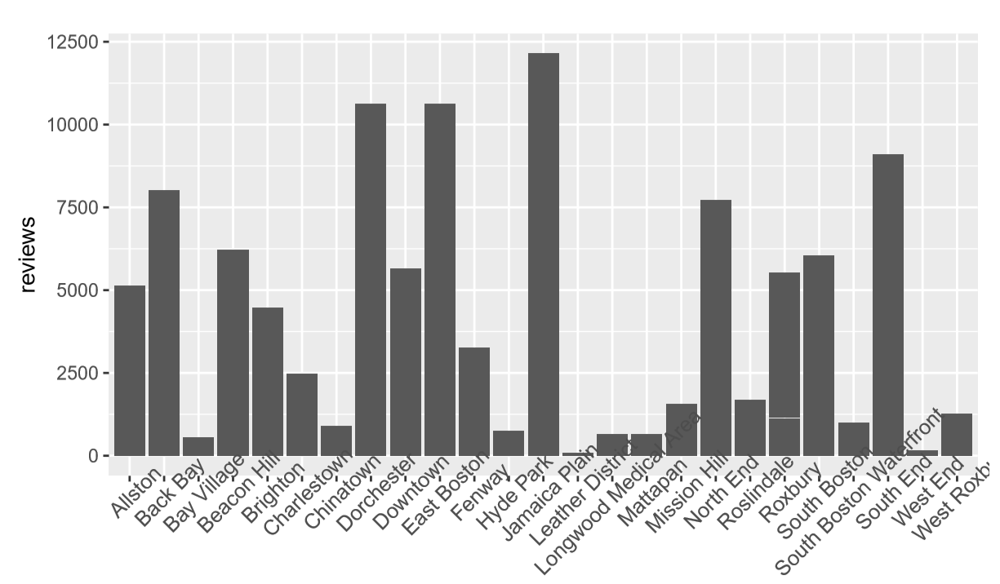 12500
10000
7500
5000
2500
0
reviews
Allston
Back Bay
Bay Village
Beacon Hill
Brighton
Charlestown
Chinatown
Dorchester
Downtown
East Boston
Fenway
Hyde Park
Jamaica Plain
Leather District
Longwood Medical Area
Mattapan
Mission Hill
North End
Roslindale
Roxbury
South Boston
South Boston Waterfront
South End
West End
West Roxbu